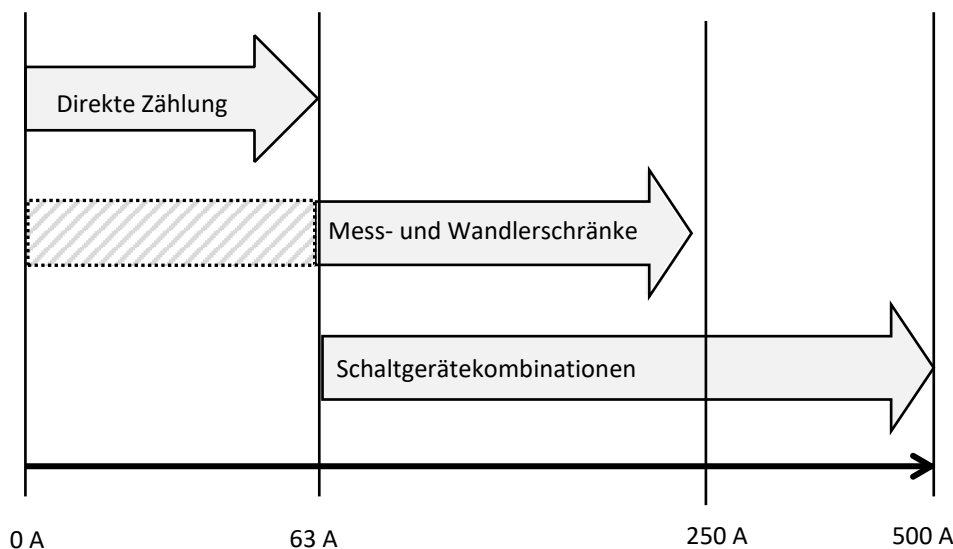 Direkte Zählung
Mess- und Wandlerschränke
Schaltgerätekombinationen
0 A
63 A
250 A
500 A